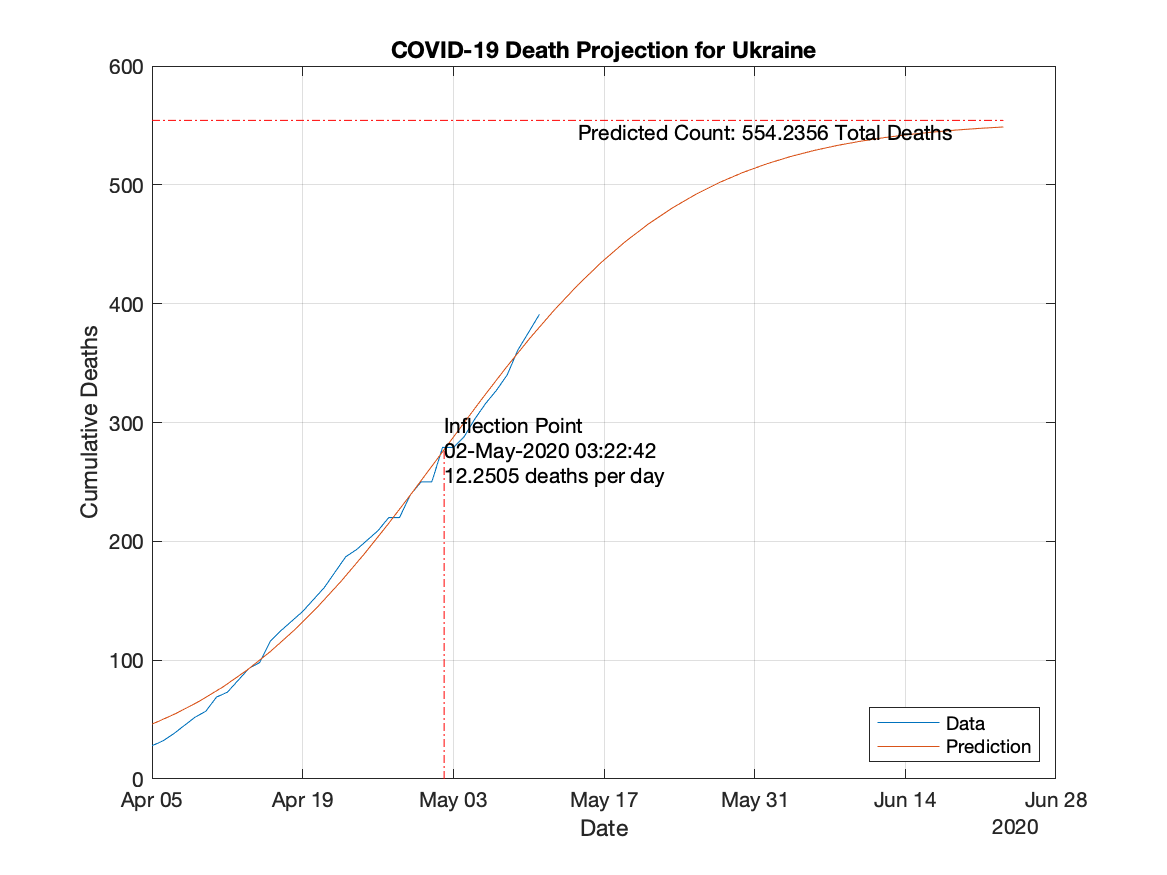 COVID-19 Death Projection for Ukraine
600
500
400
300
200
100
0
Cumulative Deaths
Predicted Count: 554.2356 Total Deaths
Inflection Point
02-May-2020 03:22:42
12.2505 deaths per day
Data
Prediction
Apr 05
Apr 19
May 03
May 17
May 31
Jun 14
Jun 28
Date
2020